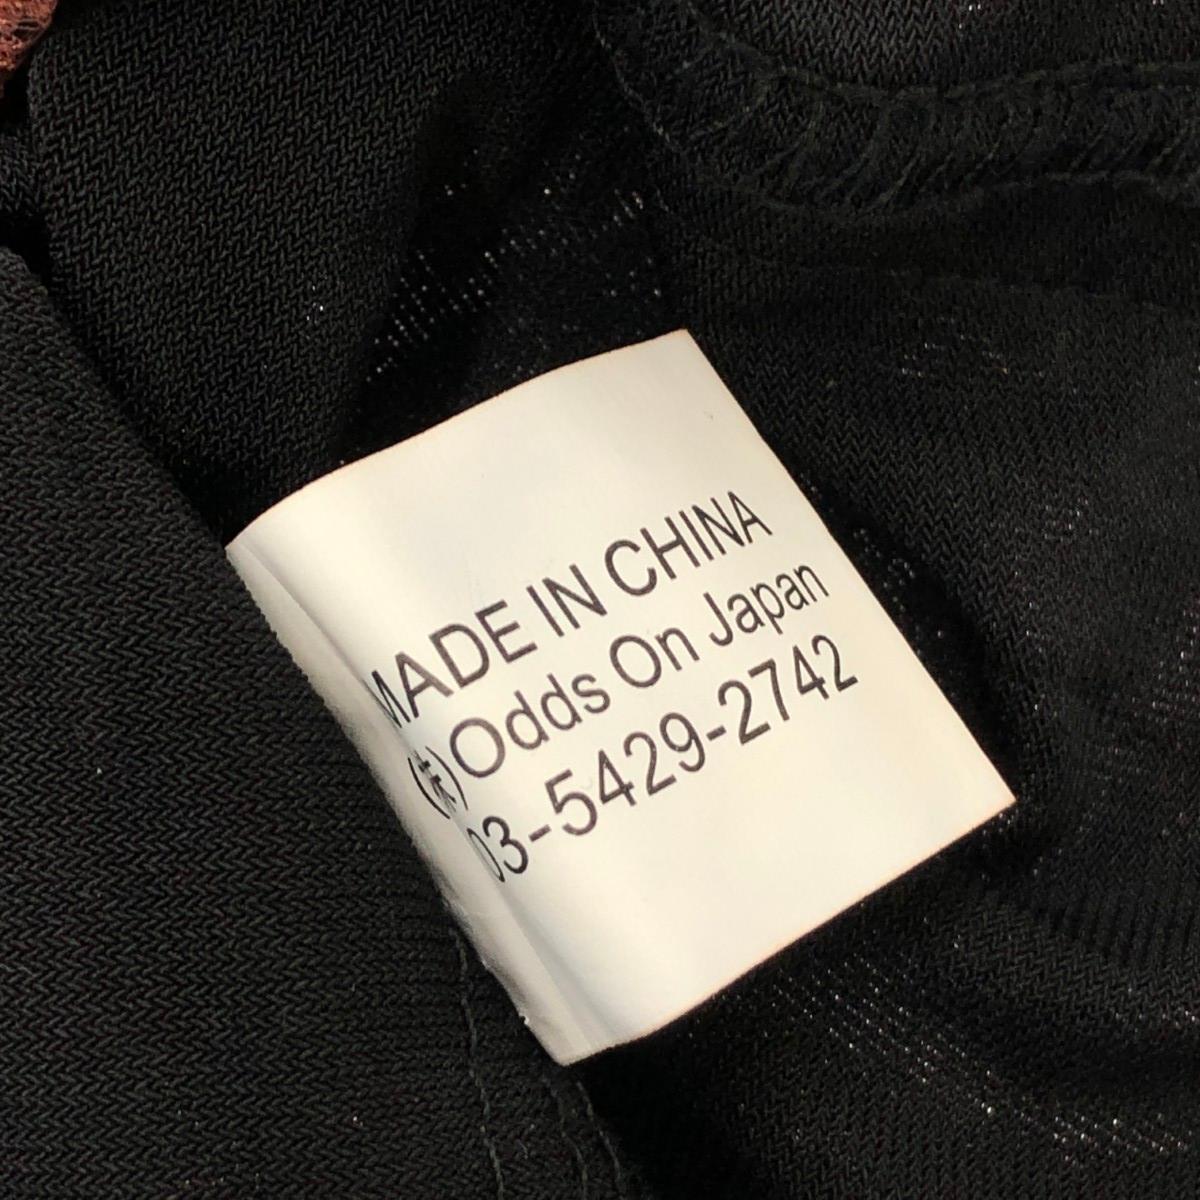 MADE IN CHINA
(株)Odds On Japan
03-5429-2742